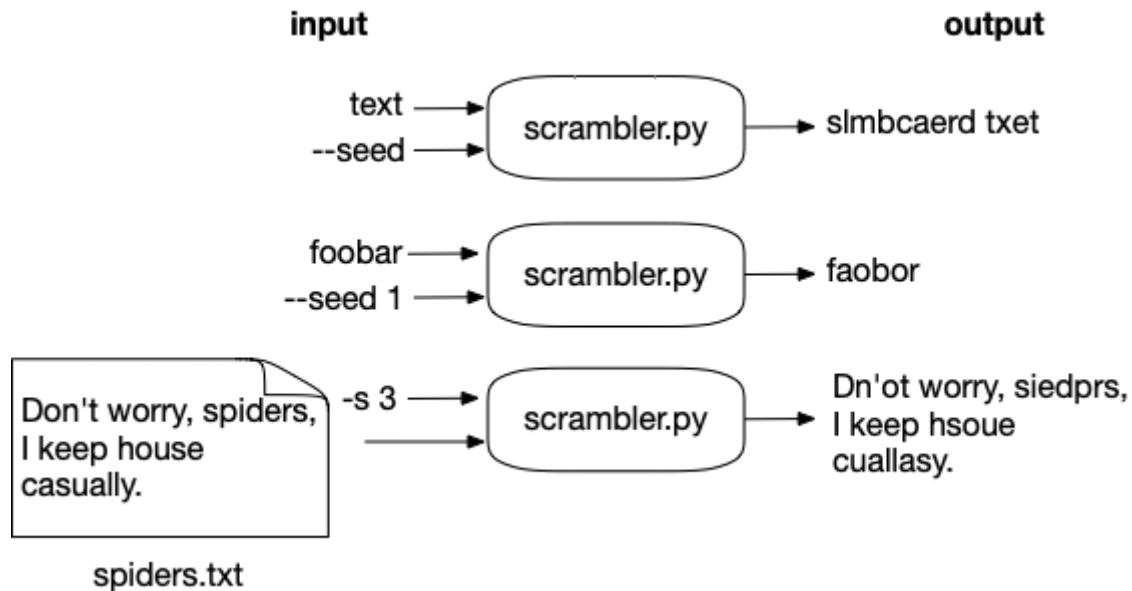 input
output
text
--seed
scrambler.py
slmbcaerd txet
foobar
--seed 1
scrambler.py
faobor
Don't worry, spiders,
I keep house
casually.
spiders.txt
-s 3
scrambler.py
Dn'ot worry, siedprs,
I keep hsoue
cuallasy.